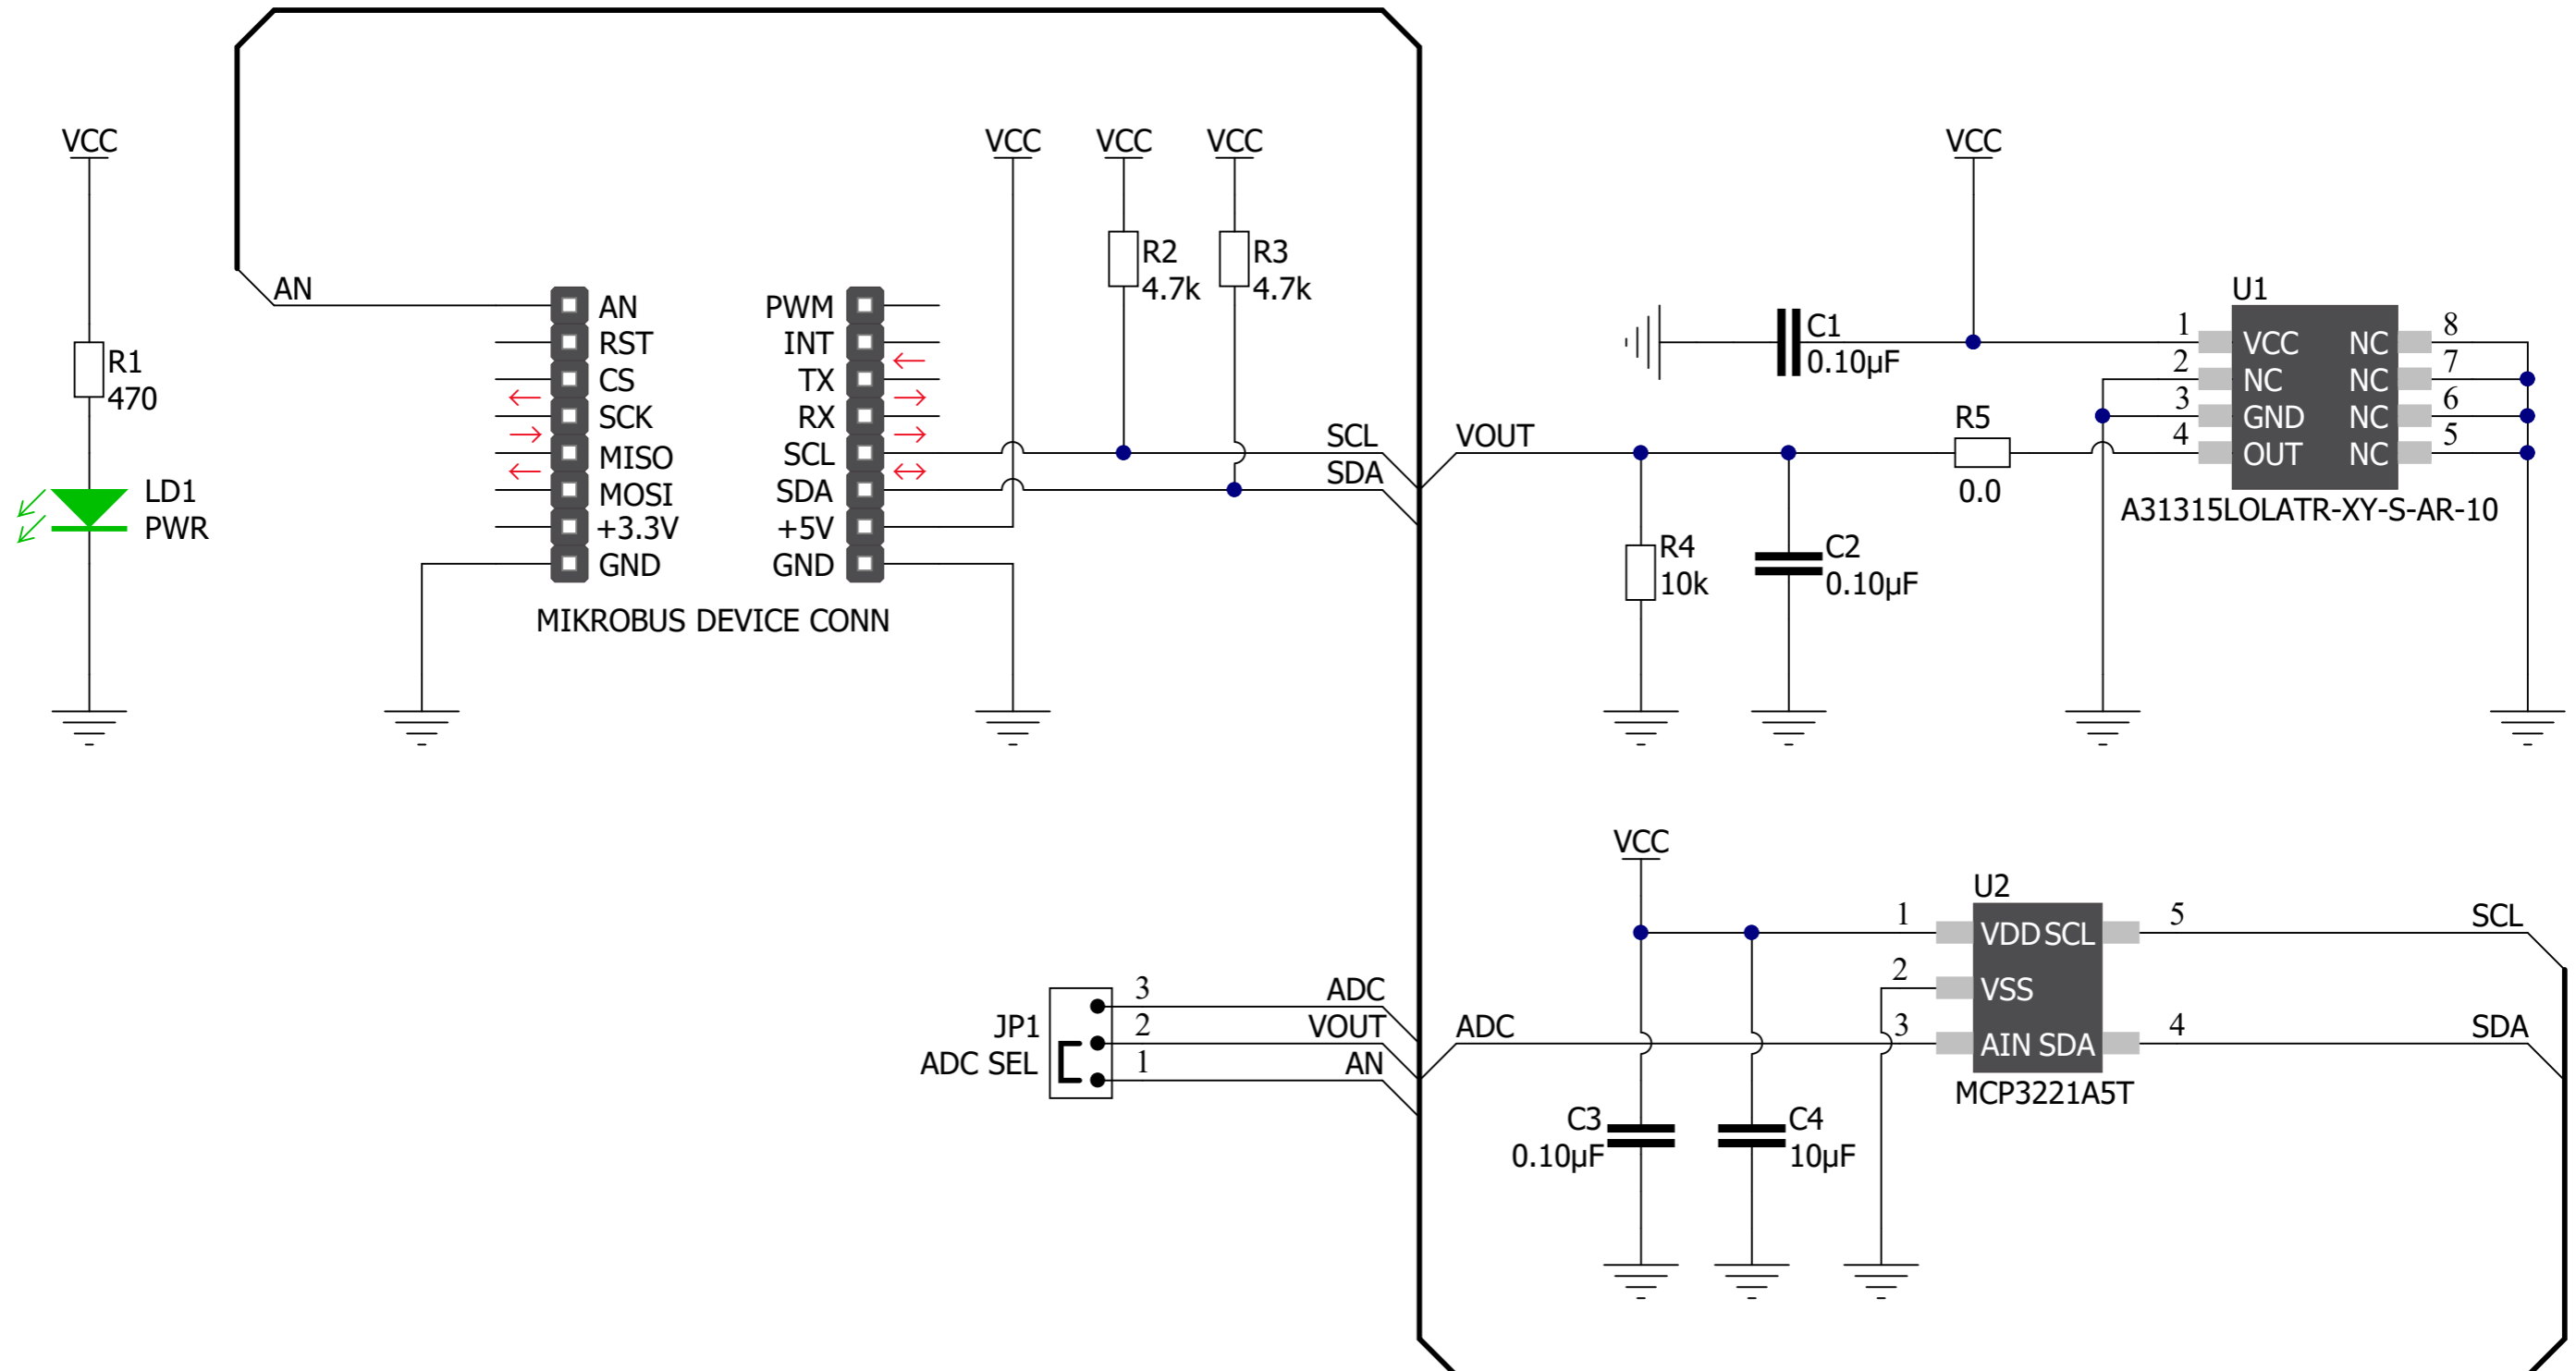 VCC
R1
470
LD1
PWR
AN
AN
RST
CS
SCK
MISO
MOSI
+3.3V
GND
PWM
INT
TX
RX
SCL
SDA
+5V
GND
MIKROBUS DEVICE CONN
VCC
VCC
VCC
R2
4.7k
R3
4.7k
SCL
SDA
VOUT
VCC
C1
0.10µF
R5
0.0
R4
10k
C2
0.10µF
U1
1
2
3
4
VCC
NC
GND
OUT
NC
NC
NC
NC
8
7
6
5
A31315LOLATR-XY-S-AR-10
JP1
ADC SEL
3
2
1
ADC
VOUT
AN
ADC
VCC
C3
0.10µF
C4
10µF
U2
1
2
3
VDD SCL
VSS
AIN SDA
5
4
SCL
SDA
MCP3221A5T